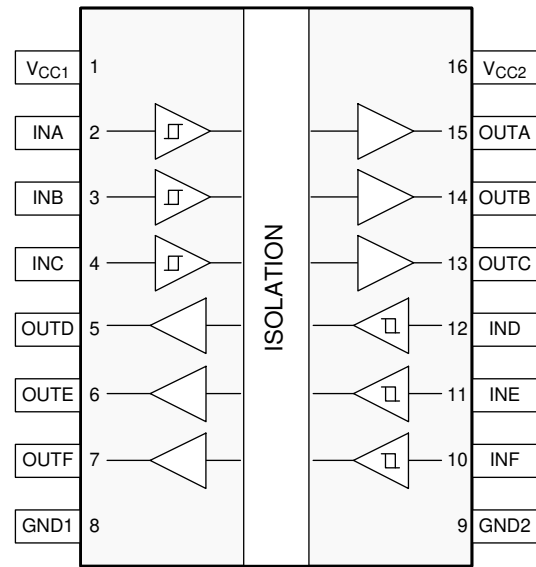 VCC1 1 16 VCC2
INA 2 15 OUTA
INB 3 14 OUTB
INC 4 13 OUTC
OUTD 5 12 IND
OUTE 6 11 INE
OUTF 7 10 INF
GND1 8 9 GND2
ISOLATION